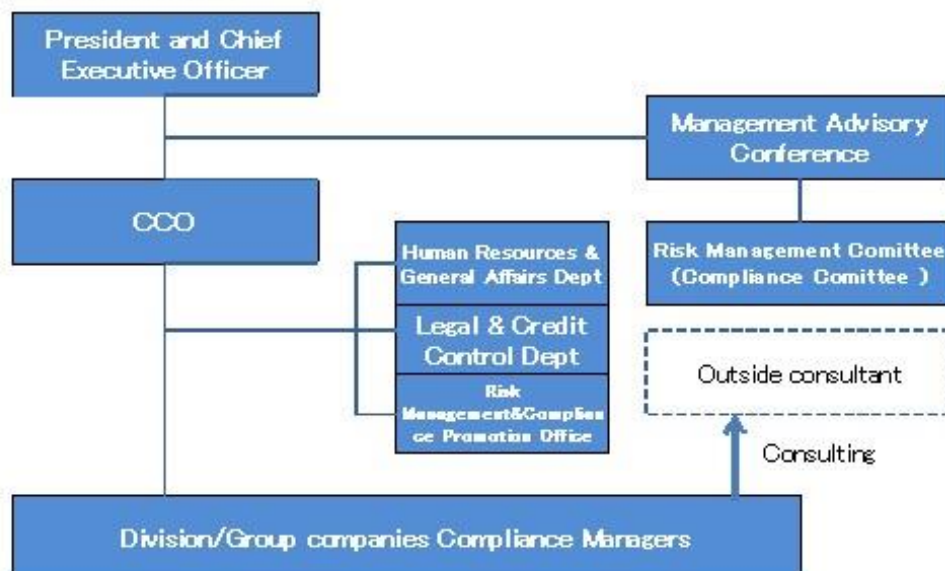 President and Chief
Executive Officer
Management Advisory
Conference
CCO
Human Resources &
General Affairs Dept
Risk Management Comittee
(Compliance Comittee )
Legal & Credit
Control Dept
Outside consultant
Risk
Management&Complian
ce Promotion Office
Consulting
Division/Group companies Compliance Managers